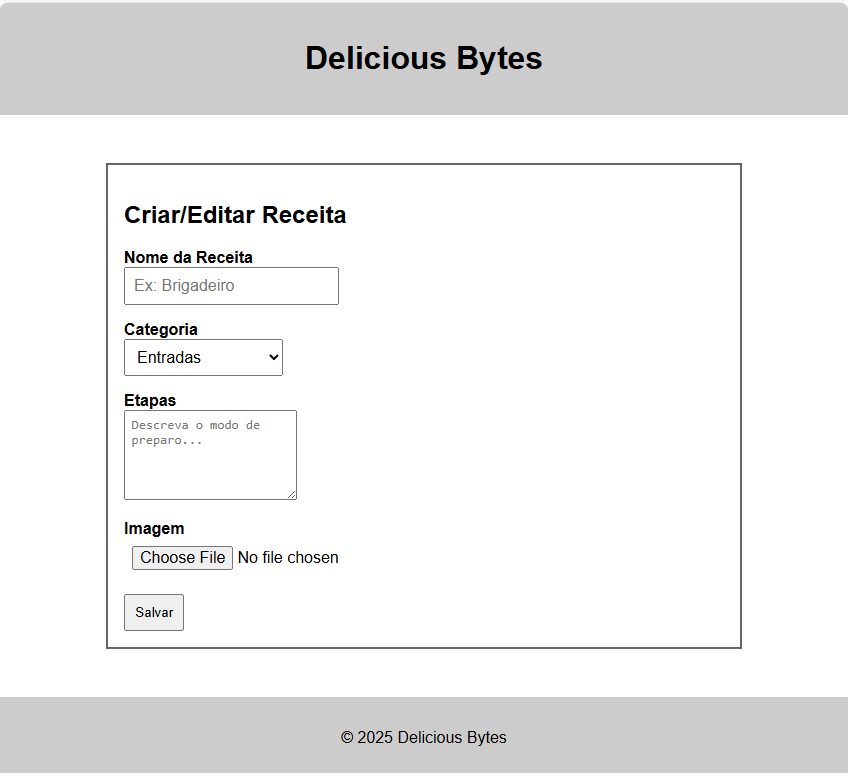 Delicious Bytes
Criar/Editar Receita
Nome da Receita
Ex: Brigadeiro
Categoria
Entradas
Etapas
Descreva o modo de
preparo...
Imagem
Choose File No file chosen
Salvar
© 2025 Delicious Bytes